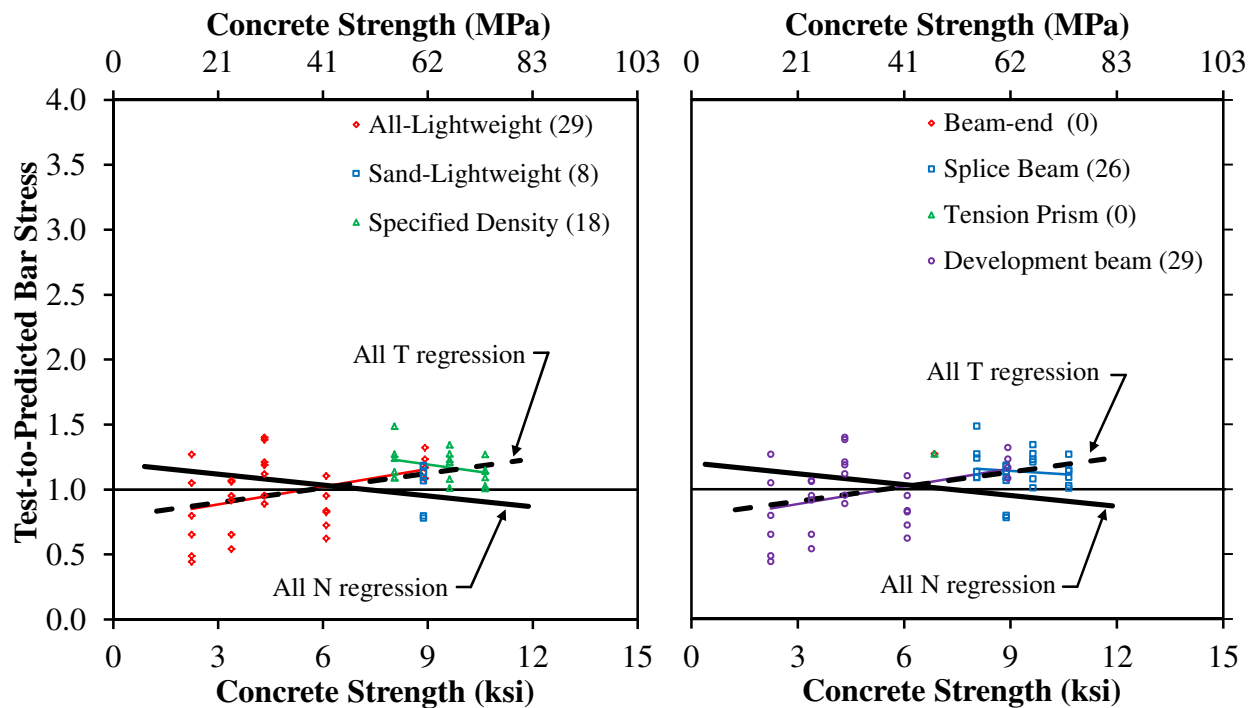 Concrete Strength (MPa)
0 21 41 62 83 103
Test-to-Predicted Bar Stress
4.0
3.5
3.0
2.5
2.0
1.5
1.0
0.5
0.0
All-Lightweight (29)
Sand-Lightweight (8)
Specified Density (18)
All T regression
All N regression
0 3 6 9 12 15
Concrete Strength (ksi)
Concrete Strength (MPa)
0 21 41 62 83 103
Beam-end (0)
Splice Beam (26)
Tension Prism (0)
Development beam (29)
All T regression
All N regression
0 3 6 9 12 15
Concrete Strength (ksi)